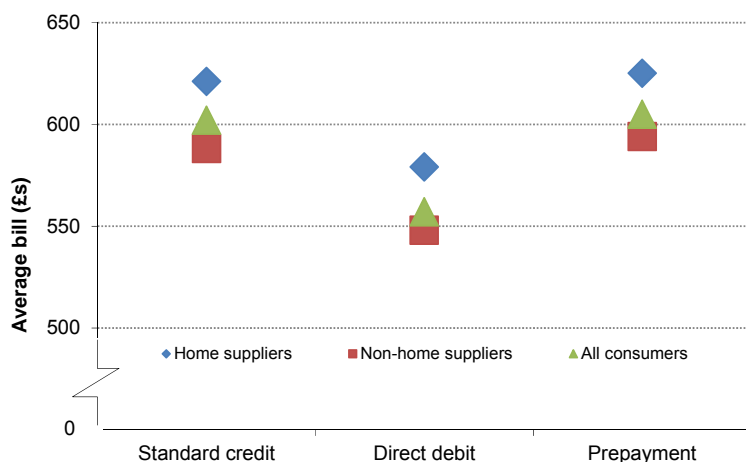 650
600
550
500
0
Average bill (£s)
Home suppliers Non-home suppliers All consumers
Standard credit Direct debit Prepayment